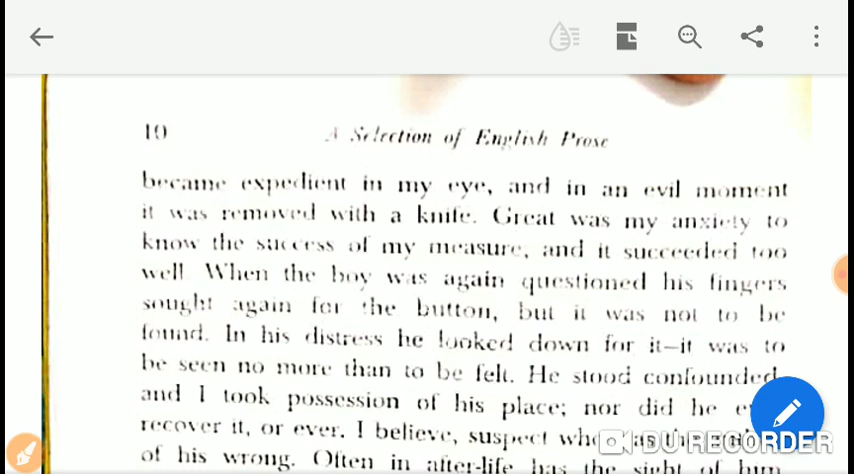 10
A Selection of English Prose
became expedient in my eye, and in an evil moment
it was removed with a knife. Great was my anxiety to
know the success of my measure, and it succeeded too
well. When the boy was again questioned his fingers
sought again for the button, but it was not to be
found. In his distress he looked down for it—it was to
be seen no more than to be felt. He stood confounded,
and I took possession of his place; nor did he
recover it, or ever. I believe, suspect
DU RECORDER
of his wrong. Often in after-life has the sight of him